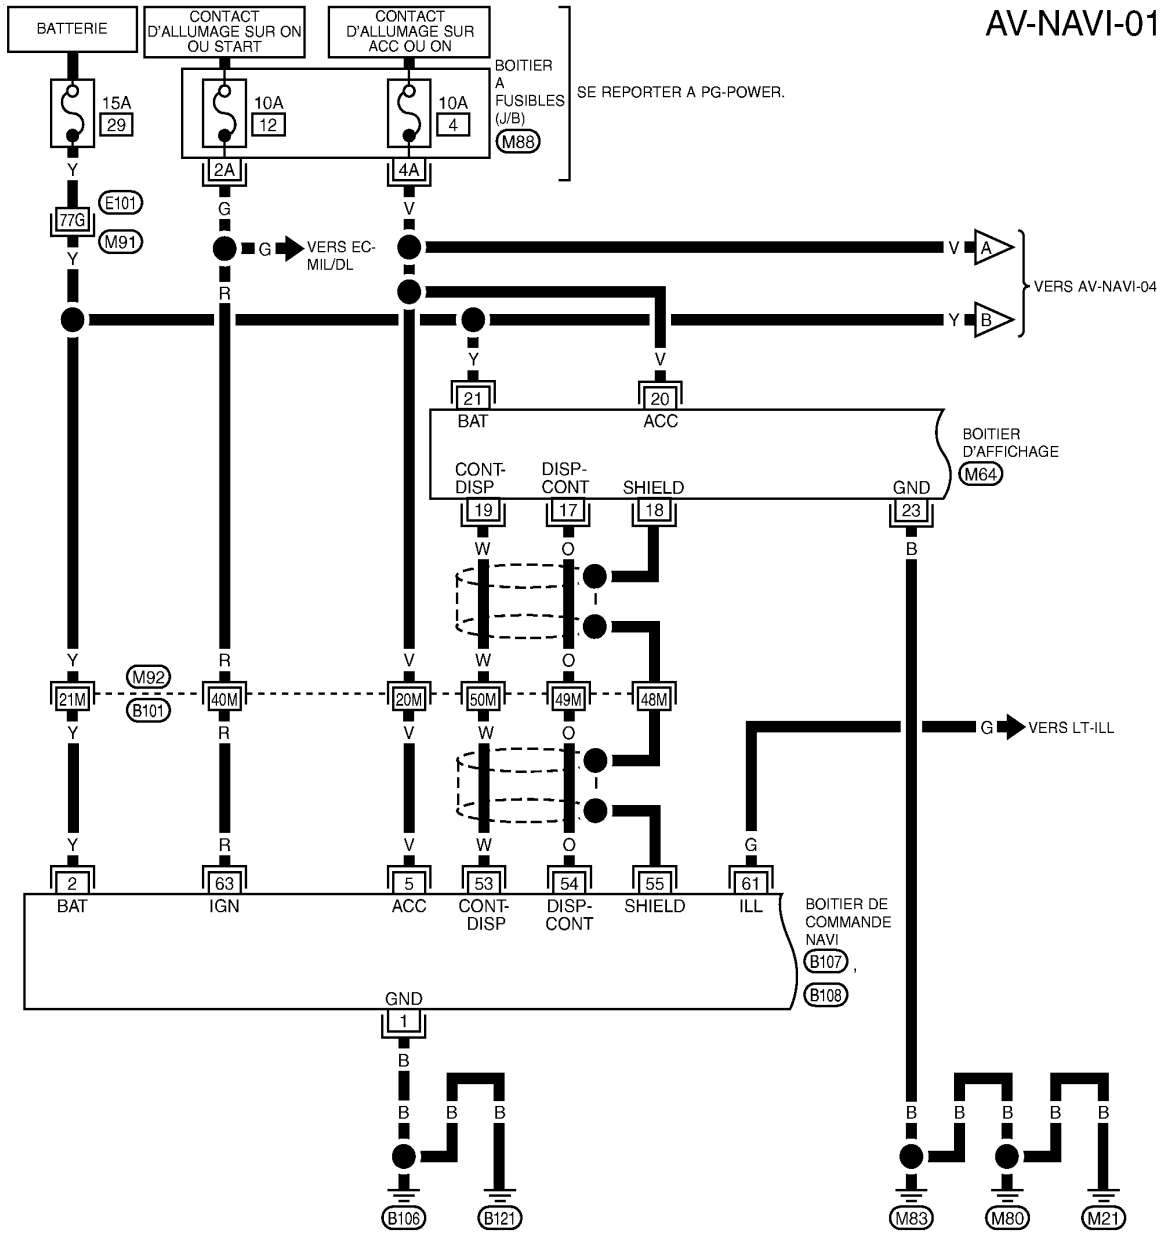 AV-NAVI-01
BATTERIE
CONTACT
D'ALLUMAGE SUR ON
OU START
CONTACT
D'ALLUMAGE SUR
ACC OU ON
BOITIER
A
FUSIBLES
(J/B)
M88
SE REPORTER A PG-POWER.
15A
29
10A
12
10A
4
2A
4A
Y
G
V
77G
E101
M91
Y
G
VERS EC-
MIL/DL
V
A
R
VERS AV-NAVI-04
Y
B
Y
V
21
20
BAT
ACC
BOITIER
D'AFFICHAGE
M64
CONT-
DISP
DISP-
CONT
SHIELD
GND
19
17
18
23
W
O
B
Y
R
V
W
O
M92
B101
21M
40M
20M
50M
49M
48M
Y
R
V
W
O
G
VERS LT-ILL
Y
R
V
W
O
G
2
63
5
53
54
55
61
BAT
IGN
ACC
CONT-
DISP
DISP-
CONT
SHIELD
ILL
BOITIER DE
COMMANDE
NAVI
B107 ,
B108
GND
1
B
B
B
B
B
B
B
B
B
B106
B121
M83
M80
M21